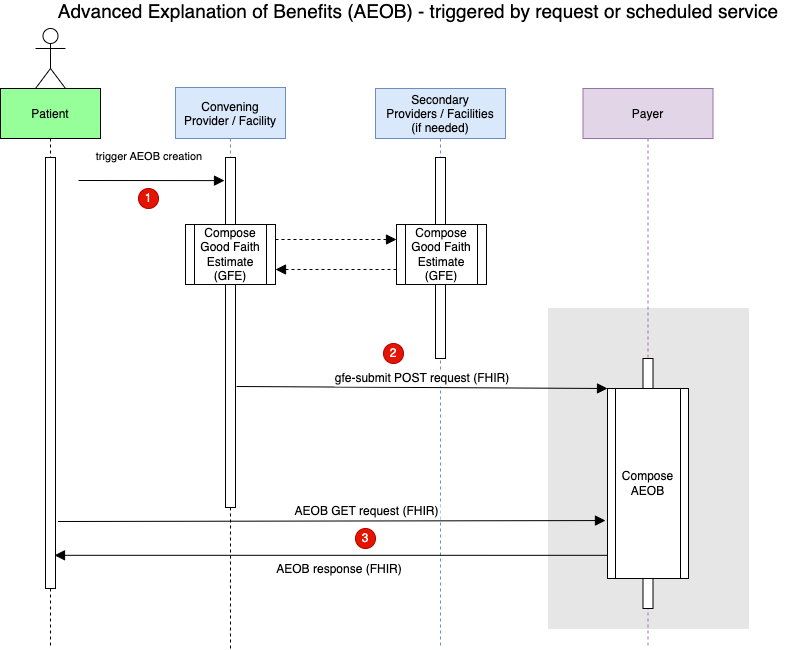 Advanced Explanation of Benefits (AEOB) - triggered by request or scheduled service
Patient
Convening
Provider / Facility
Secondary
Providers / Facilities
(if needed)
Payer
trigger AEOB creation
1
Compose
Good Faith
Estimate
(GFE)
Compose
Good Faith
Estimate
(GFE)
2
gfe-submit POST request (FHIR)
Compose
AEOB
AEOB GET request (FHIR)
3
AEOB response (FHIR)